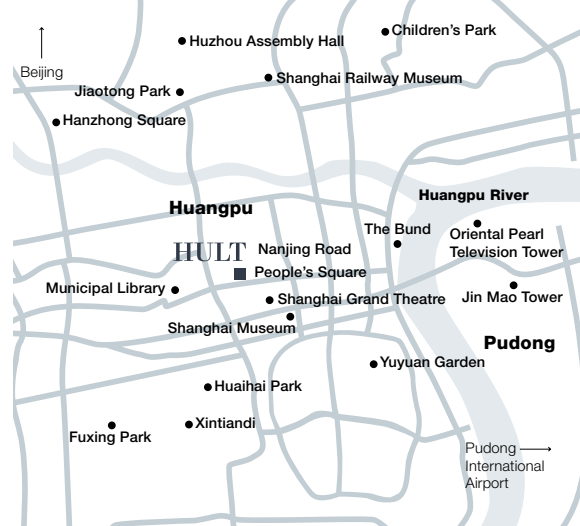 Children's Park
Huzhou Assembly Hall
Beijing
Shanghai Railway Museum
Jiaotong Park
Hanzhong Square
Huangpu River
Huangpu
The Bund
Oriental Pearl
Television Tower
HULT
Nanjing Road
People's Square
Municipal Library
Shanghai Grand Theatre
Jin Mao Tower
Shanghai Museum
Pudong
Yuyuan Garden
Huaihai Park
Xintiandi
Fuxing Park
Pudong
International
Airport